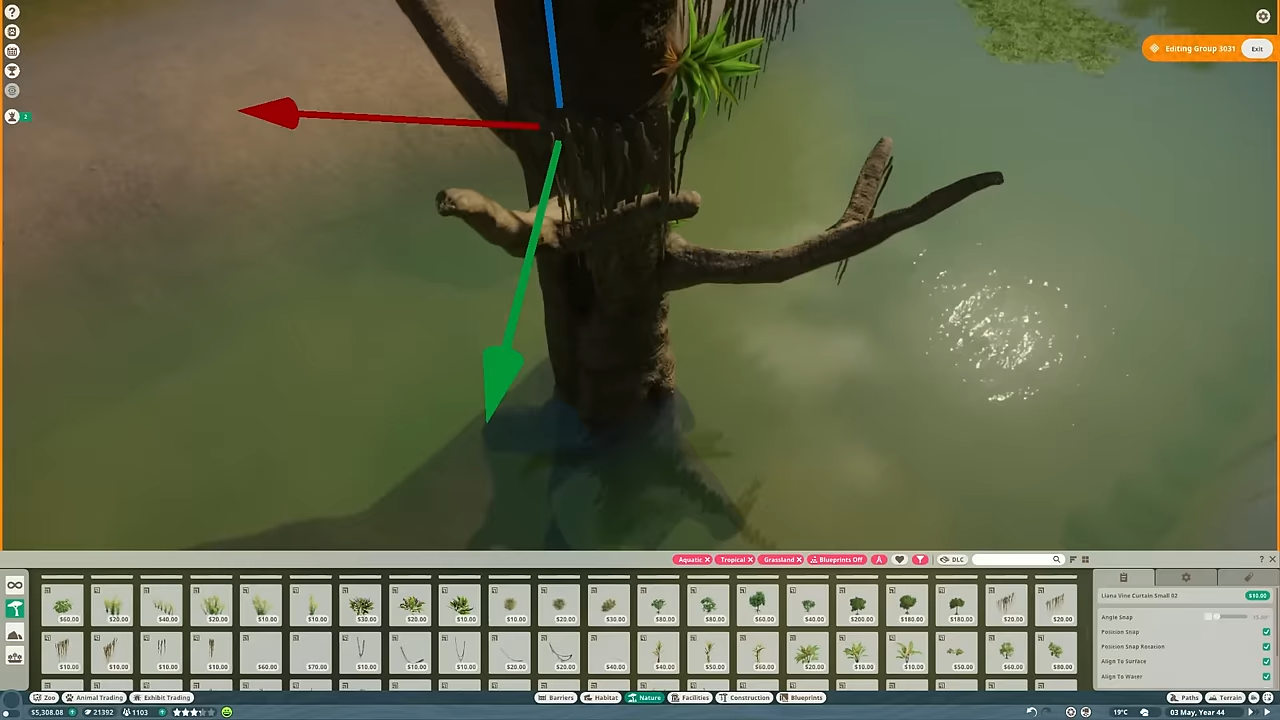 Editing Group 3031 Exit
2
Aquatic × Tropical × Grassland × Blueprints Off DLC
? ×
$60.00 $20.00 $40.00 $20.00 $10.00 $10.00 $30.00 $20.00 $10.00 $10.00 $20.00 $30.00 $80.00 $80.00 $60.00 $40.00 $200.00 $180.00 $180.00 $20.00 $20.00
$10.00 $10.00 $10.00 $10.00 $60.00 $70.00 $10.00 $10.00 $10.00 $20.00 $20.00 $40.00 $10.00 $50.00 $60.00 $20.00 $10.00 $10.00 $50.00 $60.00 $80.00
Liana Vine Curtain Small 02 $10.00
Angle Snap
Position Snap
Position Snap Rotation
Align To Surface
Align To Water
Zoo Animal Trading Exhibit Trading Barriers Habitat Nature Facilities Construction Blueprints Paths Terrain
$5,308.08 21392 1103 19°C 03 May, Year 44